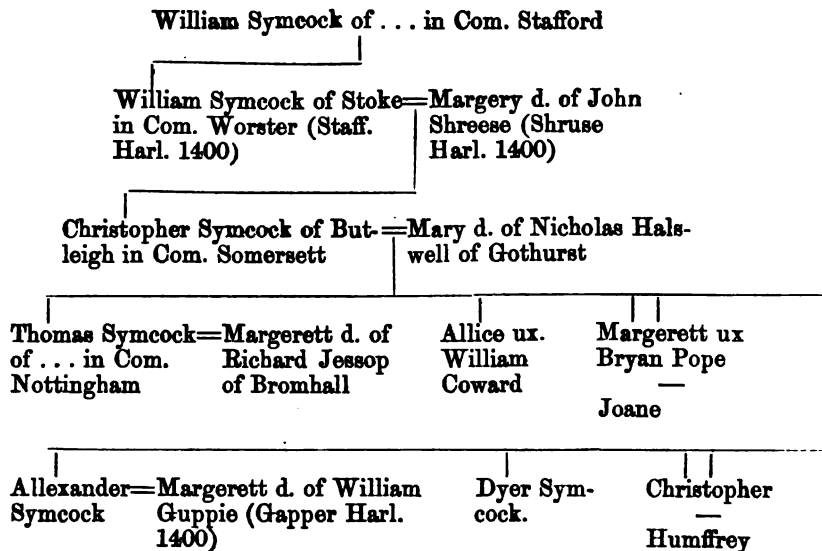 William Symcock of . . . in Com. Stafford
William Symcock of Stoke=Margery d. of John
in Com. Worster (Staff. Shreese (Shruse
Harl. 1400) Harl. 1400)
Christopher Symcock of But-=Mary d. of Nicholas Hals-
leigh in Com. Somersett well of Gothurst
Thomas Symcock=Margerett d. of Allice ux. Margerett ux
of . . . in Com. Richard Jessop William Bryan Pope
Nottingham of Bromhall Coward —
Joane
Allexander=Margerett d. of William Dyer Sym- Christopher
Symcock Guppie (Gapper Harl. cock. —
1400) Humffrey